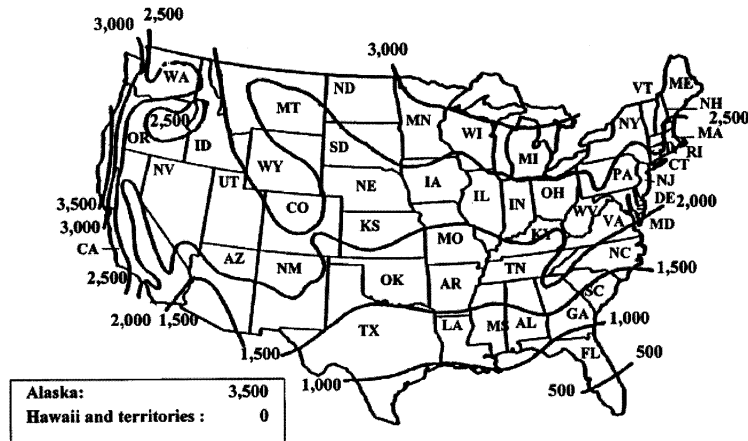 2,500
3,000
3,000
WA
ND
VT
ME
MT
MN
NH
2,500
OR
2,500
WI
NY
MA
ID
SD
MI
RI
WY
CT
NV
UT
NE
IA
PA
NJ
IL
IN
OH
DE
3,500
CO
WV
2,000
3,000
KS
MO
KY
VA
MD
CA
AZ
NM
OK
TN
NC
2,500
AR
SC
1,500
2,000
1,500
TX
LA
MS
AL
GA
1,000
1,500
FL
500
1,000
500
Alaska: 3,500
Hawaii and territories : 0